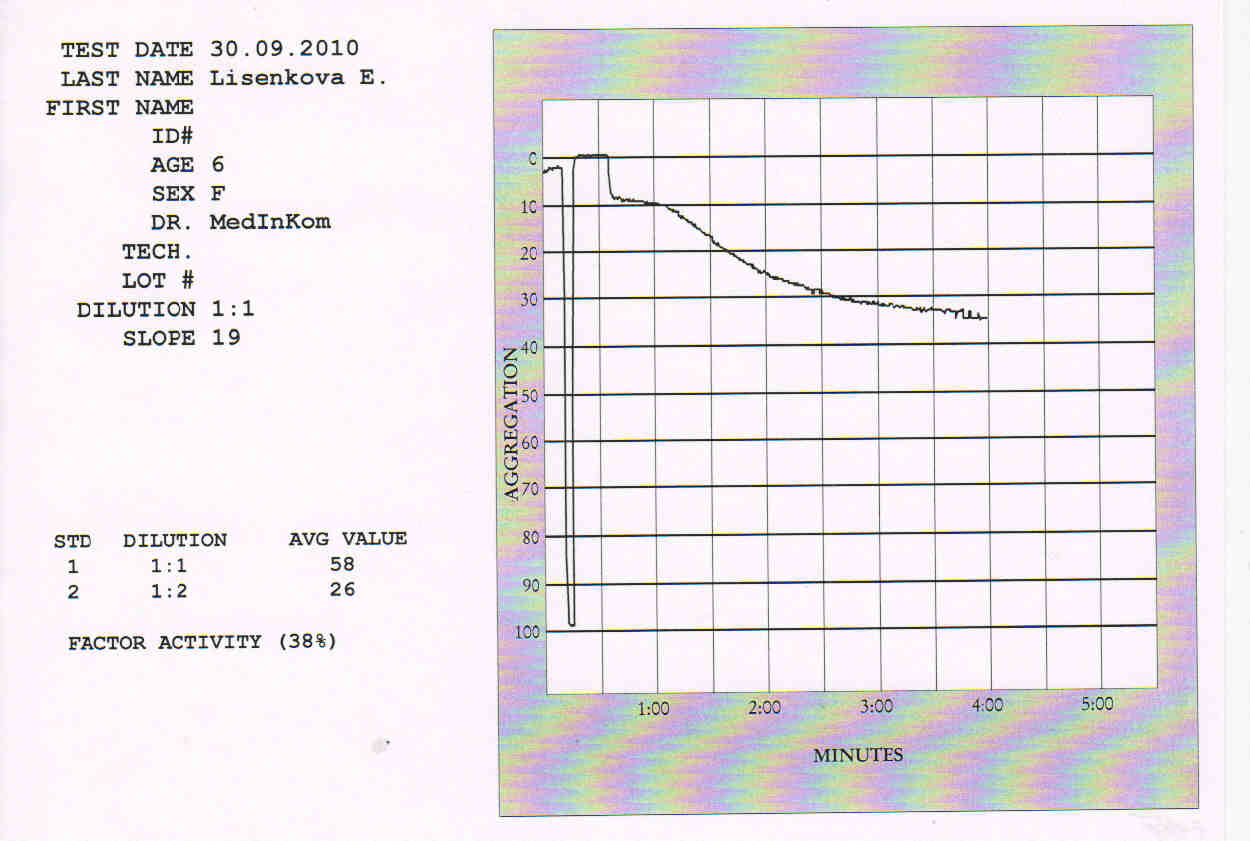 TEST DATE 30.09.2010
LAST NAME Lisenkova E.
FIRST NAME
ID#
AGE 6
SEX F
DR. MedInKom
TECH.
LOT #
DILUTION 1:1
SLOPE 19
STD DILUTION AVG VALUE
1 1:1 58
2 1:2 26
FACTOR ACTIVITY (38%)
AGGREGATION
0
10
20
30
40
50
60
70
80
90
100
1:00 2:00 3:00 4:00 5:00
MINUTES